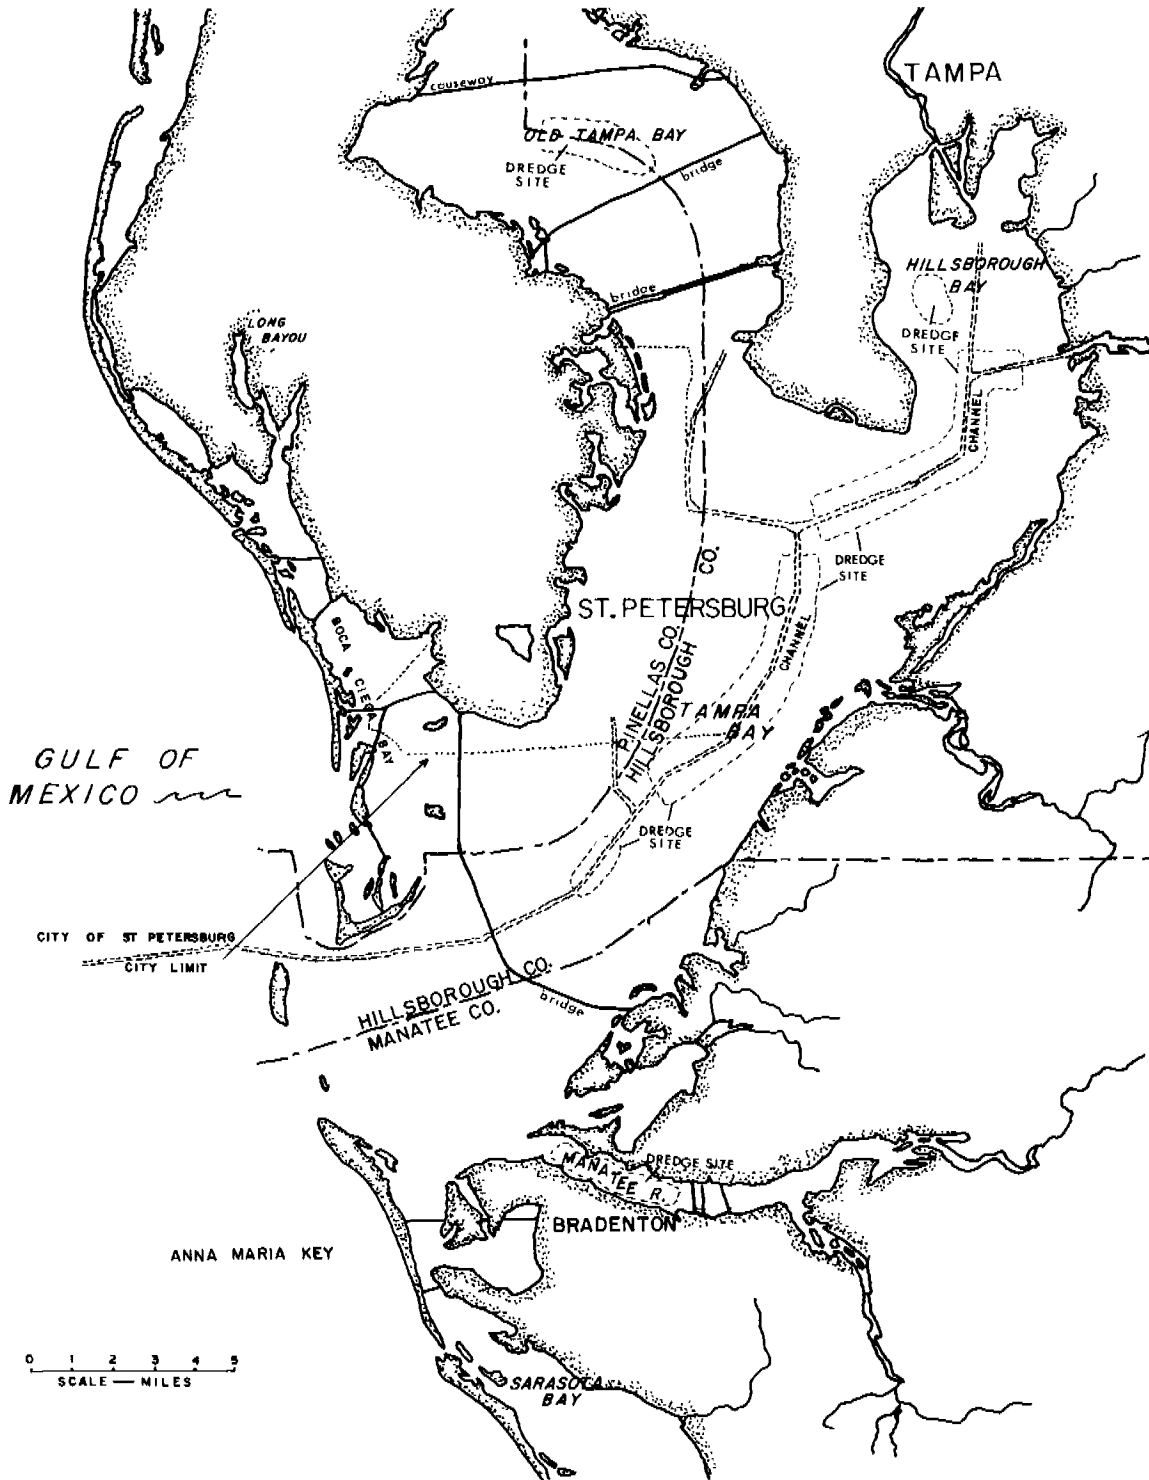 TAMPA
causeway
OLD TAMPA BAY
DREDGE
SITE
bridge
HILLSBOROUGH
BAY
bridge
LONG
BAYOU
DREDGE
SITE
CHANNEL
DREDGE
SITE
CO.
ST. PETERSBURG
BOCA
CIEGA
BAY
CHANNEL
PINELLAS CO.
HILLSBOROUGH
TAMPA
BAY
GULF OF
MEXICO
DREDGE
SITE
CITY OF ST PETERSBURG
CITY LIMIT
HILLSBOROUGH CO.
MANATEE CO.
bridge
MANATEE R.
DREDGE SITE
BRADENTON
ANNA MARIA KEY
0 1 2 3 4 5
SCALE — MILES
SARASOTA
BAY